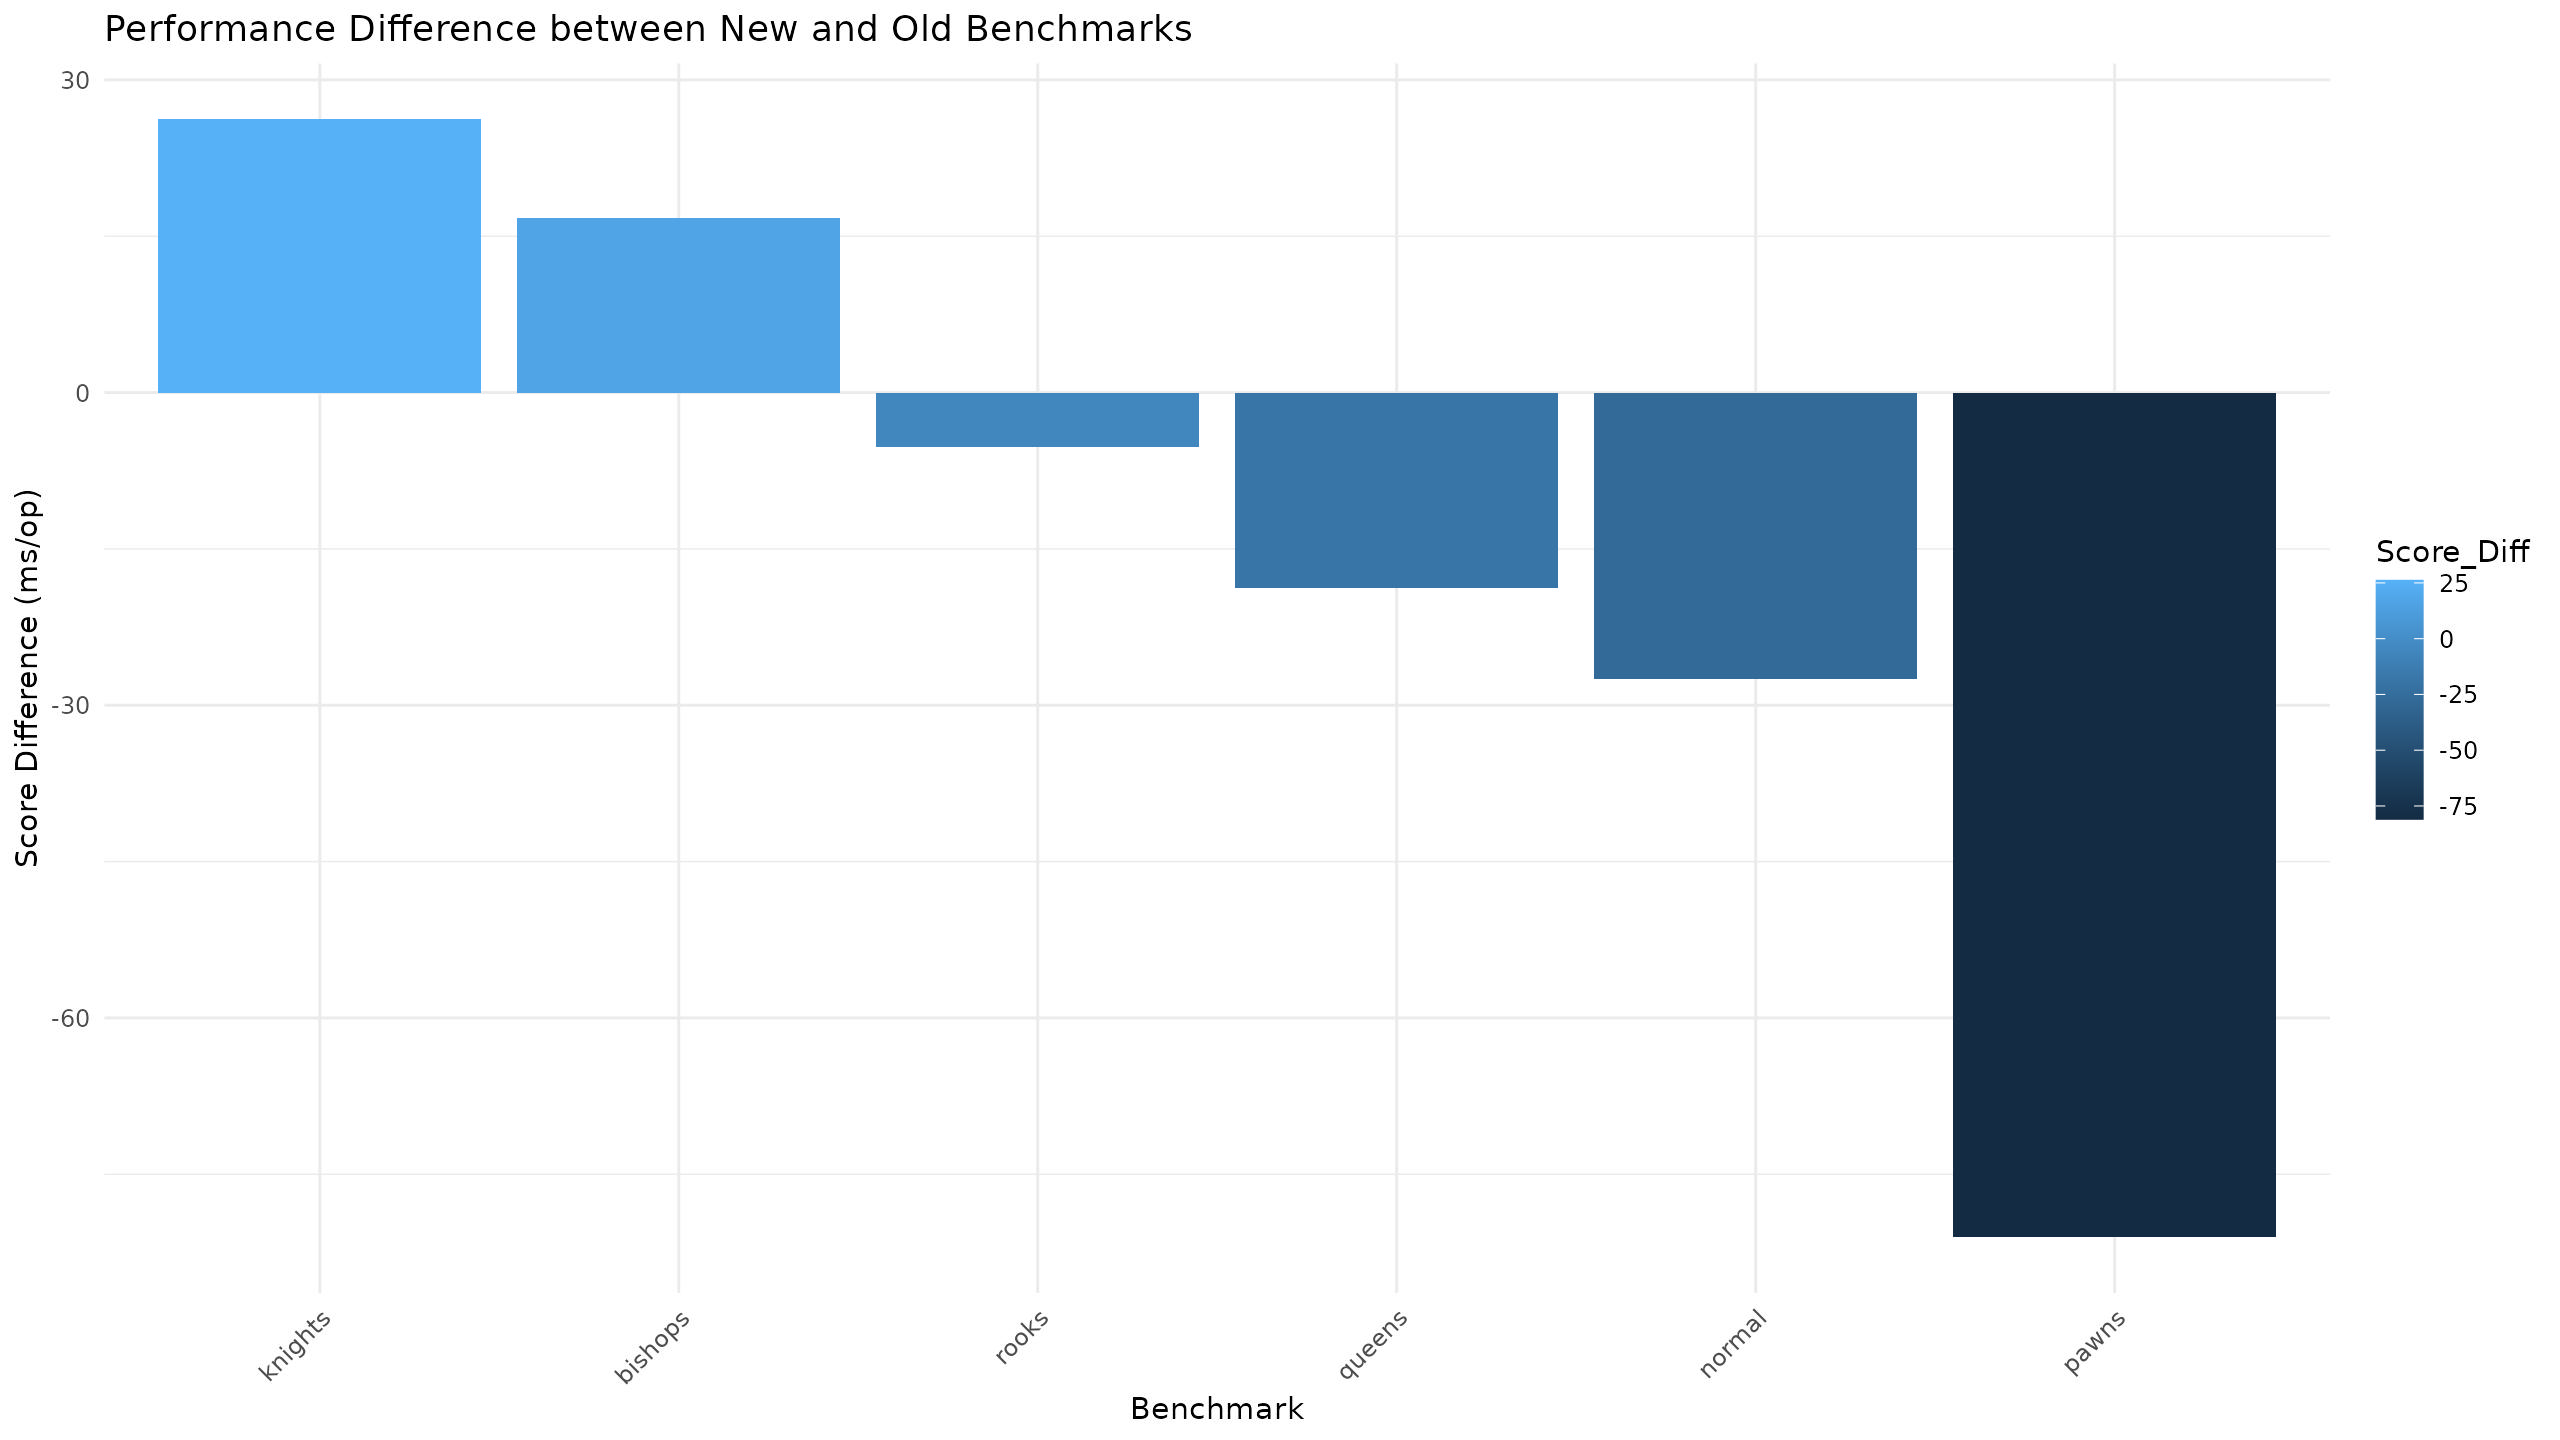 Performance Difference between New and Old Benchmarks
30
0
-30
-60
Score Difference (ms/op)
knights
bishops
rooks
queens
normal
pawns
Benchmark
Score_Diff
25
0
-25
-50
-75